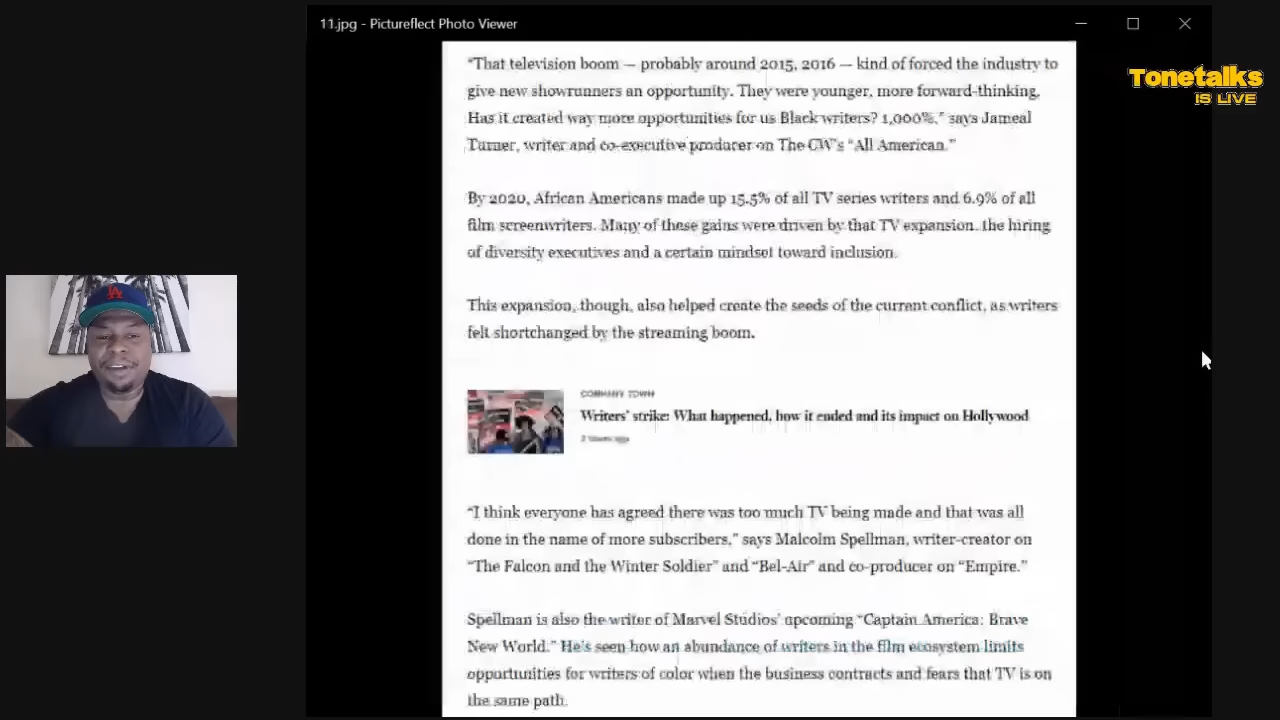 11.jpg - Pictureflect Photo Viewer
Tonetalks
IS LIVE
“That television boom — probably around 2015, 2016 — kind of forced the industry to
give new showrunners an opportunity. They were younger, more forward-thinking.
Has it created way more opportunities for us Black writers? 1,000%,” says Jameal
Turner, writer and co-executive producer on The CW’s “All American.”
By 2020, African Americans made up 15.5% of all TV series writers and 6.9% of all
film screenwriters. Many of these gains were driven by that TV expansion, the hiring
of diversity executives and a certain mindset toward inclusion.
This expansion, though, also helped create the seeds of the current conflict, as writers
felt shortchanged by the streaming boom.
COMPANY TOWN
Writers’ strike: What happened, how it ended and its impact on Hollywood
“I think everyone has agreed there was too much TV being made and that was all
done in the name of more subscribers,” says Malcolm Spellman, writer-creator on
“The Falcon and the Winter Soldier” and “Bel-Air” and co-producer on “Empire.”
Spellman is also the writer of Marvel Studios’ upcoming “Captain America: Brave
New World.” He’s seen how an abundance of writers in the film ecosystem limits
opportunities for writers of color when the business contracts and fears that TV is on
the same path.